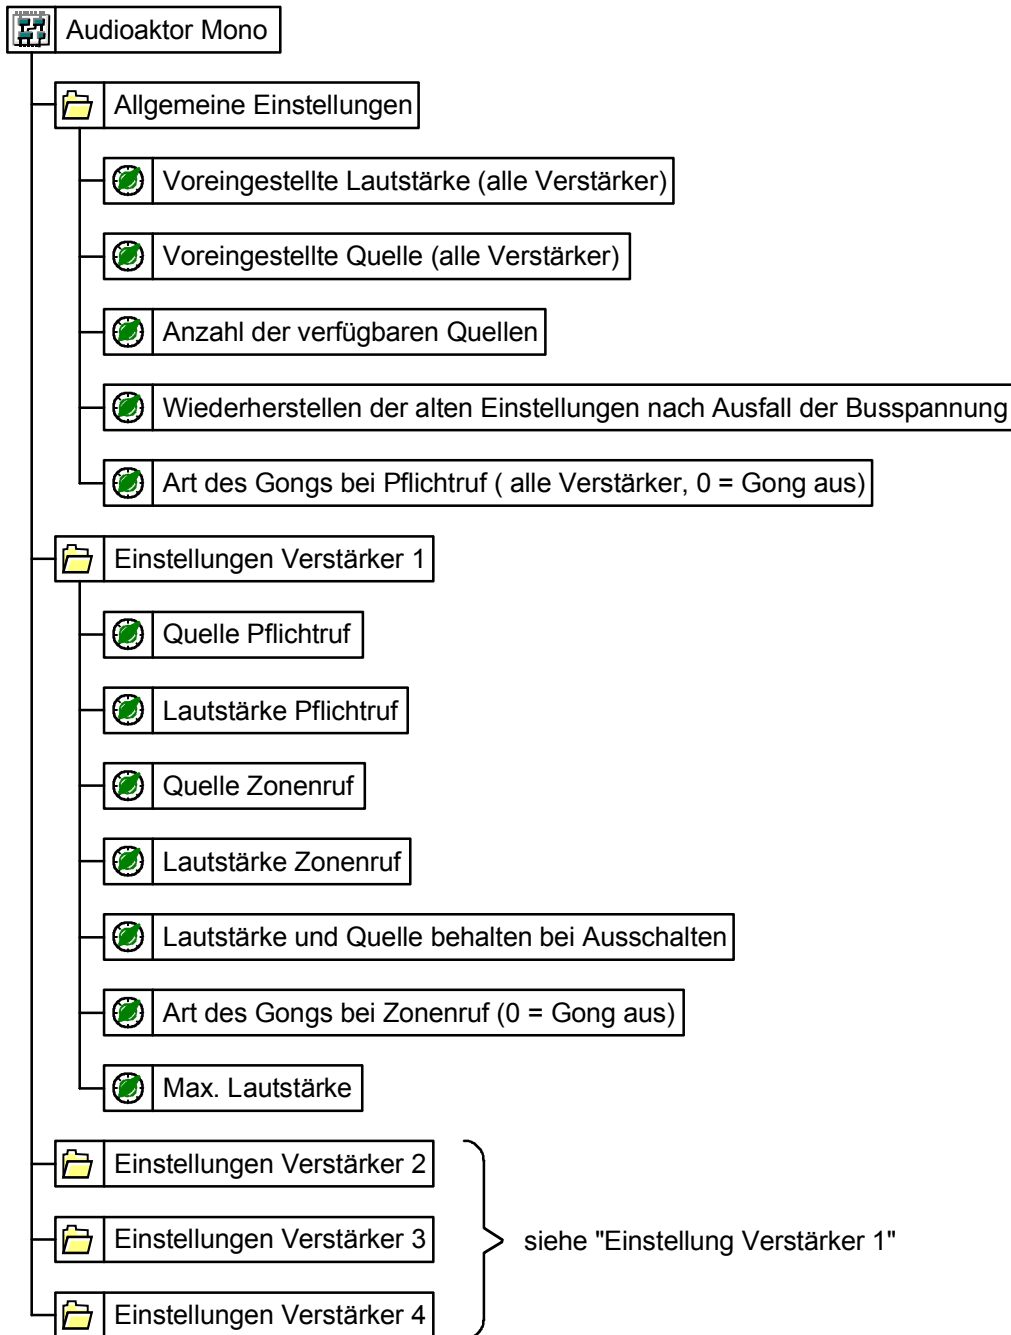 Audioaktor Mono
Allgemeine Einstellungen
Voreingestellte Lautstärke (alle Verstärker)
Voreingestellte Quelle (alle Verstärker)
Anzahl der verfügbaren Quellen
Wiederherstellen der alten Einstellungen nach Ausfall der Busspannung
Art des Gongs bei Pflichtruf ( alle Verstärker, 0 = Gong aus)
Einstellungen Verstärker 1
Quelle Pflichtruf
Lautstärke Pflichtruf
Quelle Zonenruf
Lautstärke Zonenruf
Lautstärke und Quelle behalten bei Ausschalten
Art des Gongs bei Zonenruf (0 = Gong aus)
Max. Lautstärke
Einstellungen Verstärker 2
Einstellungen Verstärker 3
siehe "Einstellung Verstärker 1"
Einstellungen Verstärker 4